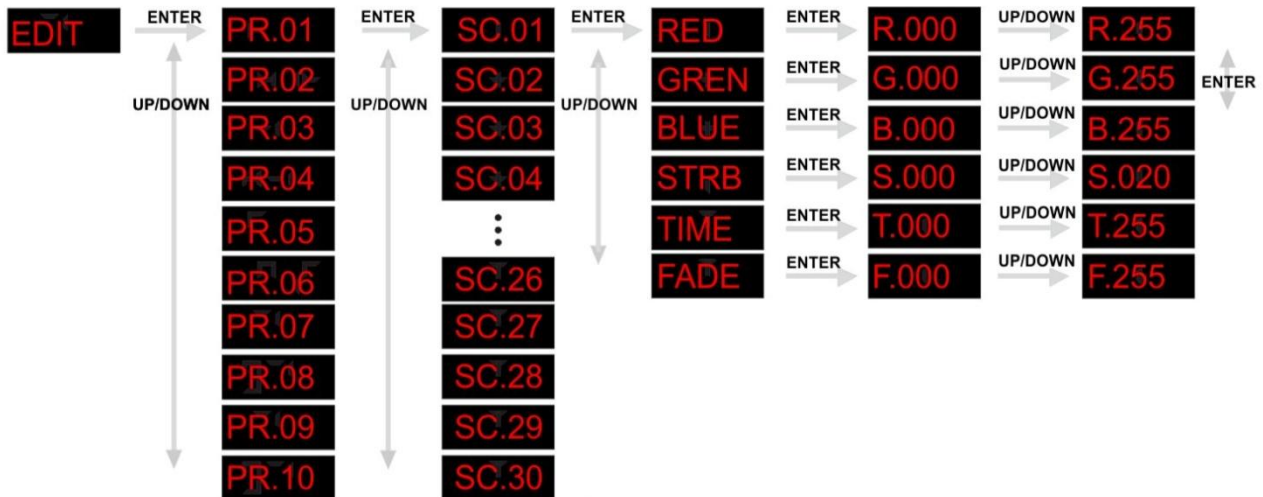 EDIT ENTER PR.01 ENTER SC.01 ENTER RED ENTER R.000 UP/DOWN R.255
PR.02 SC.02 GREN ENTER G.000 UP/DOWN G.255 ENTER
UP/DOWN UP/DOWN UP/DOWN
PR.03 SC.03 BLUE ENTER B.000 UP/DOWN B.255
PR.04 SC.04 STRB ENTER S.000 UP/DOWN S.020
PR.05 TIME ENTER T.000 UP/DOWN T.255
PR.06 SC.26 FADE ENTER F.000 UP/DOWN F.255
PR.07 SC.27
PR.08 SC.28
PR.09 SC.29
PR.10 SC.30